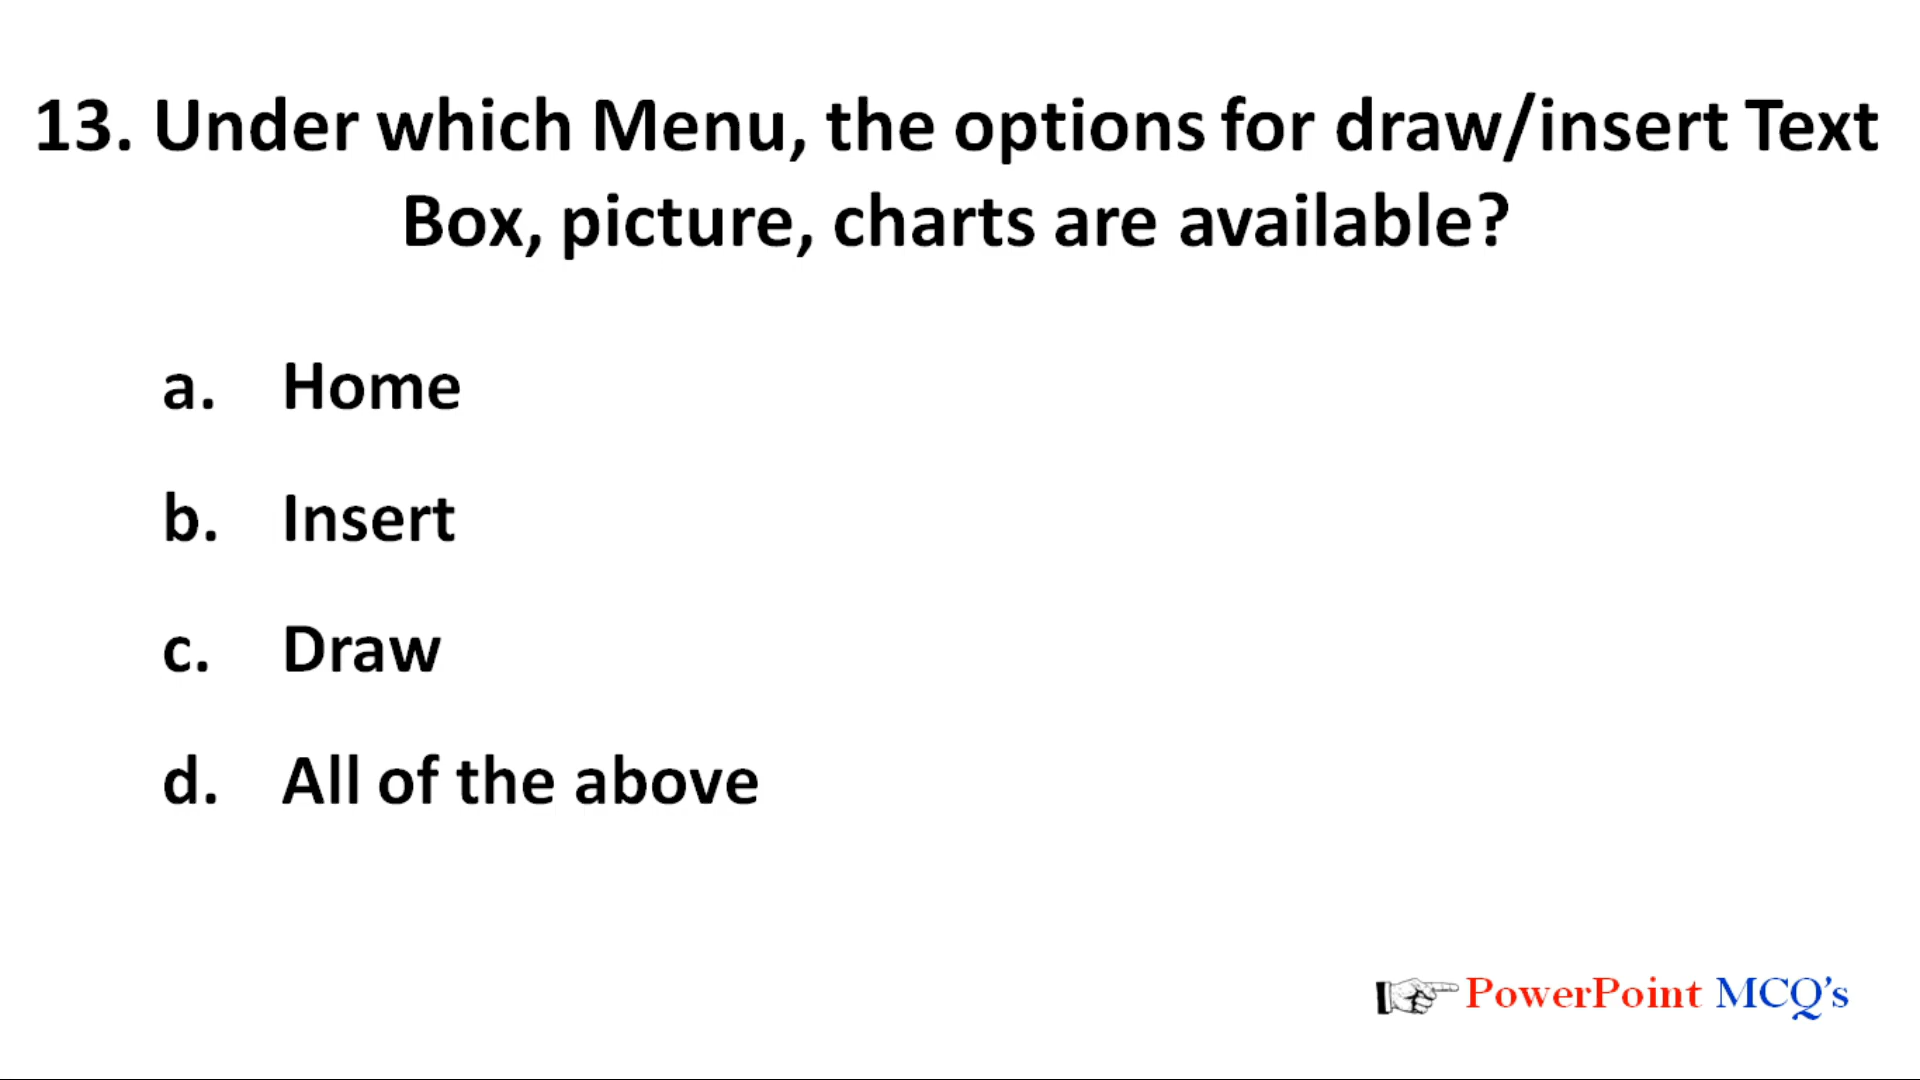 13. Under which Menu, the options for draw/insert Text
Box, picture, charts are available?
a. Home
b. Insert
c. Draw
d. All of the above
PowerPoint MCQ's